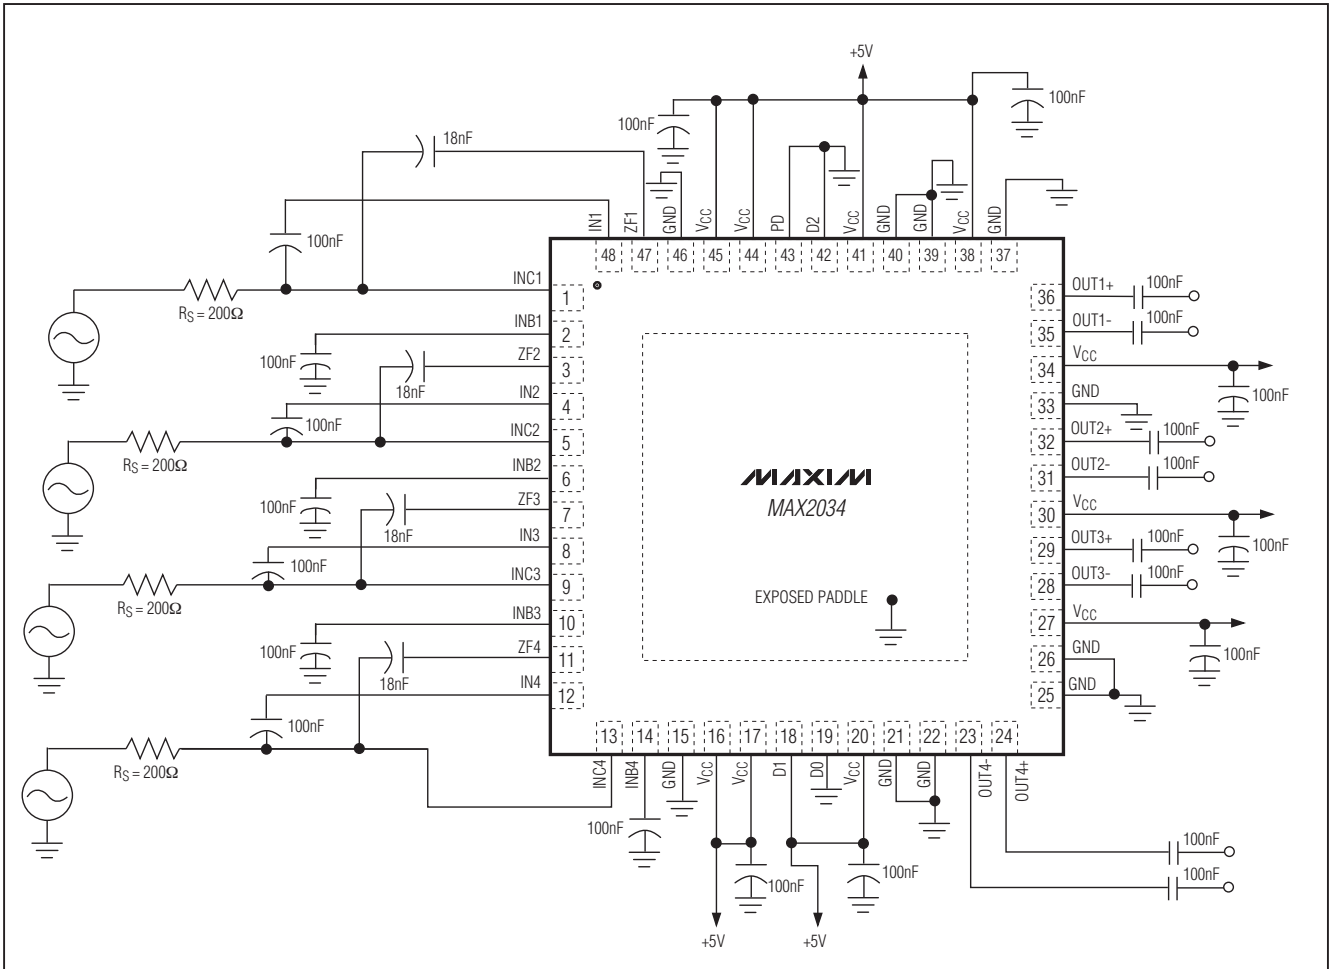 +5V
100nF
100nF
18nF
IN1
ZF1
GND
VCC
VCC
PD
D2
VCC
GND
GND
VCC
GND
100nF
48
47
46
45
44
43
42
41
40
39
38
37
INC1
RS = 200Ω
1
36
OUT1+
100nF
INB1
100nF
2
35
OUT1-
100nF
ZF2
18nF
3
34
VCC
100nF
IN2
100nF
4
33
GND
INC2
RS = 200Ω
5
32
OUT2+
100nF
INB2
100nF
6
31
OUT2-
100nF
MAXIM
MAX2034
ZF3
18nF
7
30
VCC
100nF
IN3
100nF
8
29
OUT3+
100nF
INC3
RS = 200Ω
9
28
OUT3-
100nF
EXPOSED PADDLE
INB3
100nF
10
27
VCC
100nF
ZF4
18nF
11
26
GND
IN4
100nF
12
25
GND
RS = 200Ω
13
14
15
16
17
18
19
20
21
22
23
24
INC4
INB4
GND
VCC
VCC
D1
D0
VCC
GND
GND
OUT4-
OUT4+
100nF
100nF
100nF
100nF
100nF
+5V
+5V